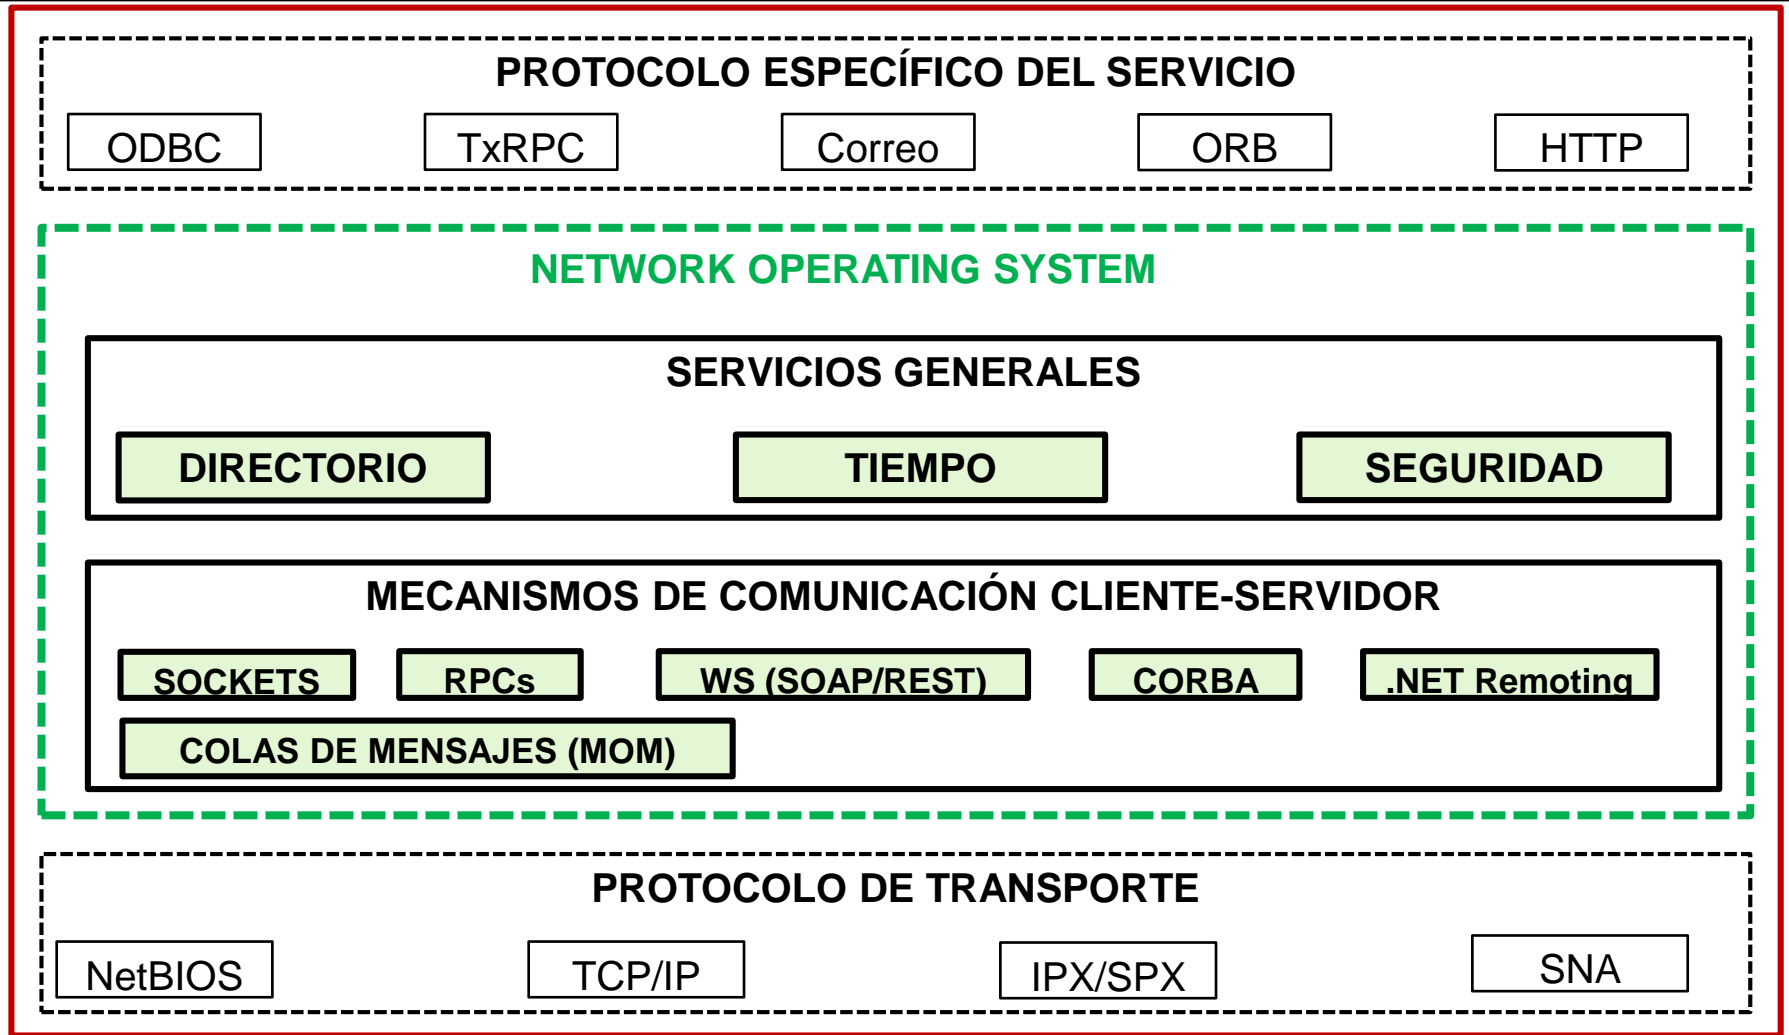 PROTOCOLO ESPECÍFICO DEL SERVICIO
ODBC TxRPC Correo ORB HTTP
NETWORK OPERATING SYSTEM
SERVICIOS GENERALES
DIRECTORIO TIEMPO SEGURIDAD
MECANISMOS DE COMUNICACIÓN CLIENTE-SERVIDOR
SOCKETS RPCs WS (SOAP/REST) CORBA .NET Remoting
COLAS DE MENSAJES (MOM)
PROTOCOLO DE TRANSPORTE
NetBIOS TCP/IP IPX/SPX SNA